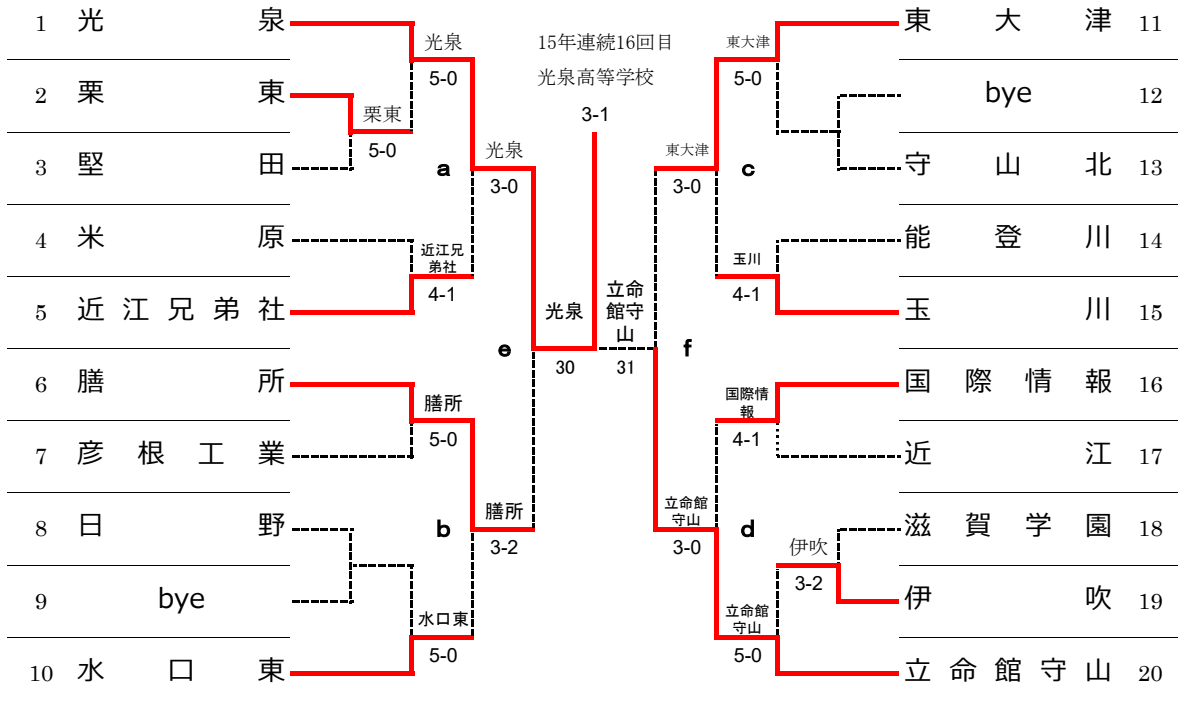 1 光泉
2 栗東
3 堅田
4 米原
5 近江兄弟社
6 膳所
7 彦根工業
8 日野
9 bye
10 水口東
光泉
5-0
栗東
5-0
a
近江兄
弟社
4-1
光泉
3-0
e
膳所
5-0
b
膳所
3-2
水口東
5-0
15年連続16回目
光泉高等学校
3-1
光泉
30
立命
館守
山
31
東大津
5-0
東大津
3-0
c
玉川
4-1
f
国際情
報
4-1
立命館
守山
3-0
d
伊吹
3-2
立命館
守山
5-0
東大津 11
bye 12
守山北 13
能登川 14
玉川 15
国際情報 16
近江 17
滋賀学園 18
伊吹 19
立命館守山 20